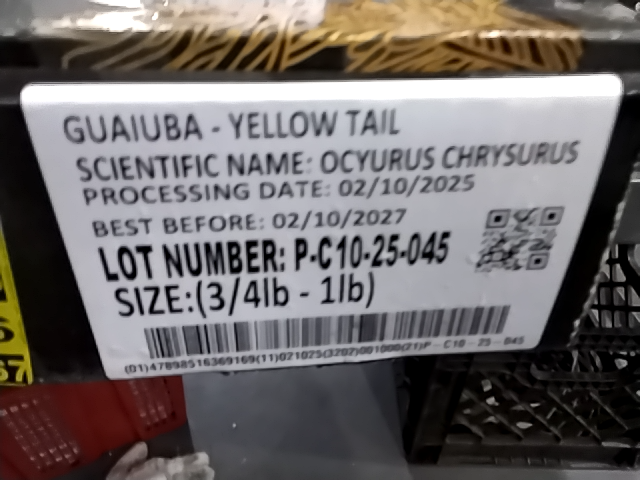 GUAIUBA - YELLOW TAIL
SCIENTIFIC NAME: OCYURUS CHRYSURUS
PROCESSING DATE: 02/10/2025
BEST BEFORE: 02/10/2027
LOT NUMBER: P-C10-25-045
SIZE:(3/4lb - 1lb)
(01)47898516369169(11)021025(3202)001000(21)P - C10 - 25 - 045